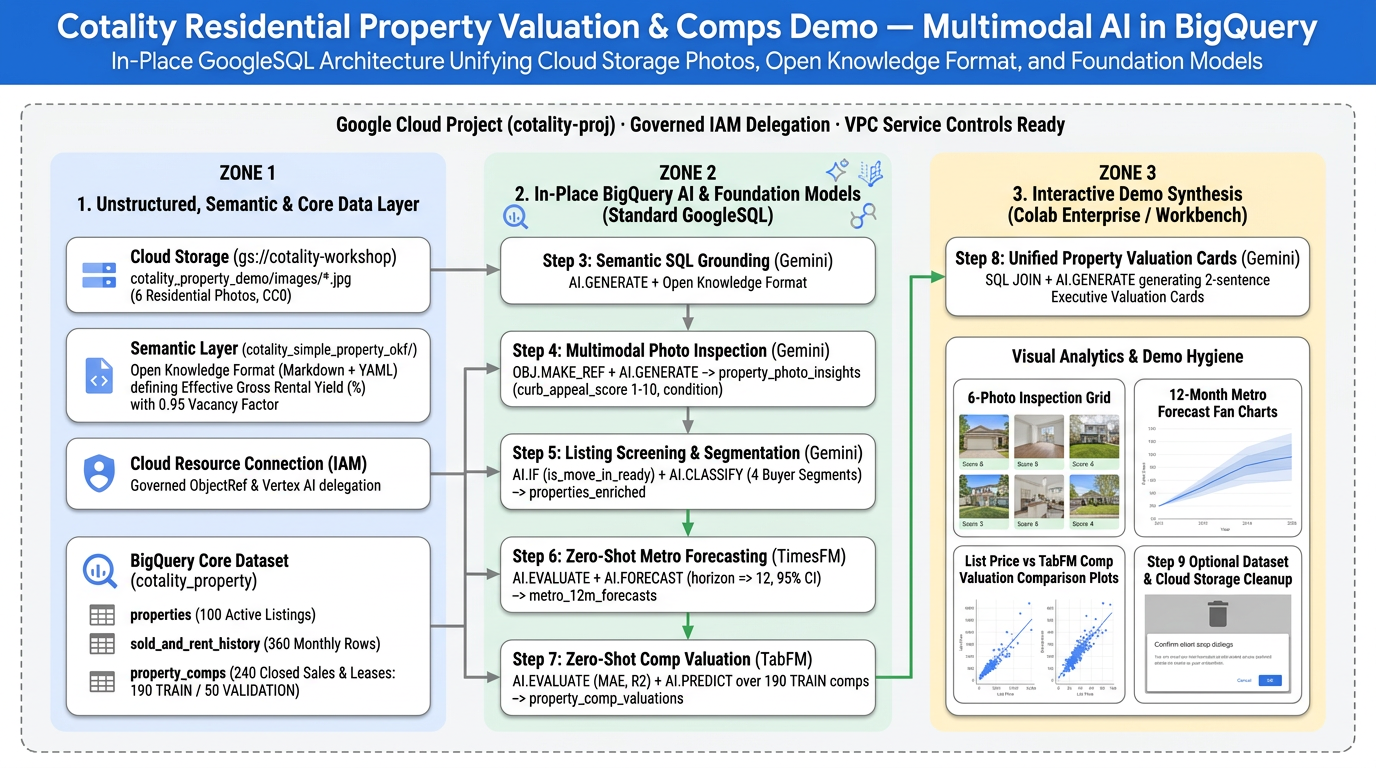 Cotality Residential Property Valuation & Comps Demo — Multimodal AI in BigQuery
In-Place GoogleSQL Architecture Unifying Cloud Storage Photos, Open Knowledge Format, and Foundation Models
Google Cloud Project (cotality-proj) · Governed IAM Delegation · VPC Service Controls Ready
ZONE 1
1. Unstructured, Semantic & Core Data Layer
Cloud Storage (gs://cotality-workshop)
cotality_property_demo/images/*.jpg
(6 Residential Photos, CC0)
Semantic Layer (cotality_simple_property_okf/)
Open Knowledge Format (Markdown + YAML)
defining Effective Gross Rental Yield (%)
with 0.95 Vacancy Factor
Cloud Resource Connection (IAM)
Governed ObjectRef & Vertex AI delegation
BigQuery Core Dataset
(cotality_property)
properties (100 Active Listings)
sold_and_rent_history (360 Monthly Rows)
property_comps (240 Closed Sales & Leases:
190 TRAIN / 50 VALIDATION)
ZONE 2
2. In-Place BigQuery AI & Foundation Models
(Standard GoogleSQL)
Step 3: Semantic SQL Grounding (Gemini)
AI.GENERATE + Open Knowledge Format
Step 4: Multimodal Photo Inspection (Gemini)
OBJ.MAKE_REF + AI.GENERATE –> property_photo_insights
(curb_appeal_score 1-10, condition)
Step 5: Listing Screening & Segmentation (Gemini)
AI.IF (is_move_in_ready) + AI.CLASSIFY (4 Buyer Segments)
–> properties_enriched
Step 6: Zero-Shot Metro Forecasting (TimesFM)
AI.EVALUATE + AI.FORECAST (horizon => 12, 95% CI)
–> metro_12m_forecasts
Step 7: Zero-Shot Comp Valuation (TabFM)
AI.EVALUATE (MAE, R2) + AI.PREDICT over 190 TRAIN comps
–> property_comp_valuations
ZONE 3
3. Interactive Demo Synthesis
(Colab Enterprise / Workbench)
Step 8: Unified Property Valuation Cards (Gemini)
SQL JOIN + AI.GENERATE generating 2-sentence
Executive Valuation Cards
Visual Analytics & Demo Hygiene
6-Photo Inspection Grid
Score
Score
Score
Score 3
Score
Score 4
12-Month Metro
Forecast Fan Charts
Year
List Price vs TabFM Comp
Valuation Comparison Plots
List Price
List Price
Step 9 Optional Dataset
& Cloud Storage Cleanup
Cancel